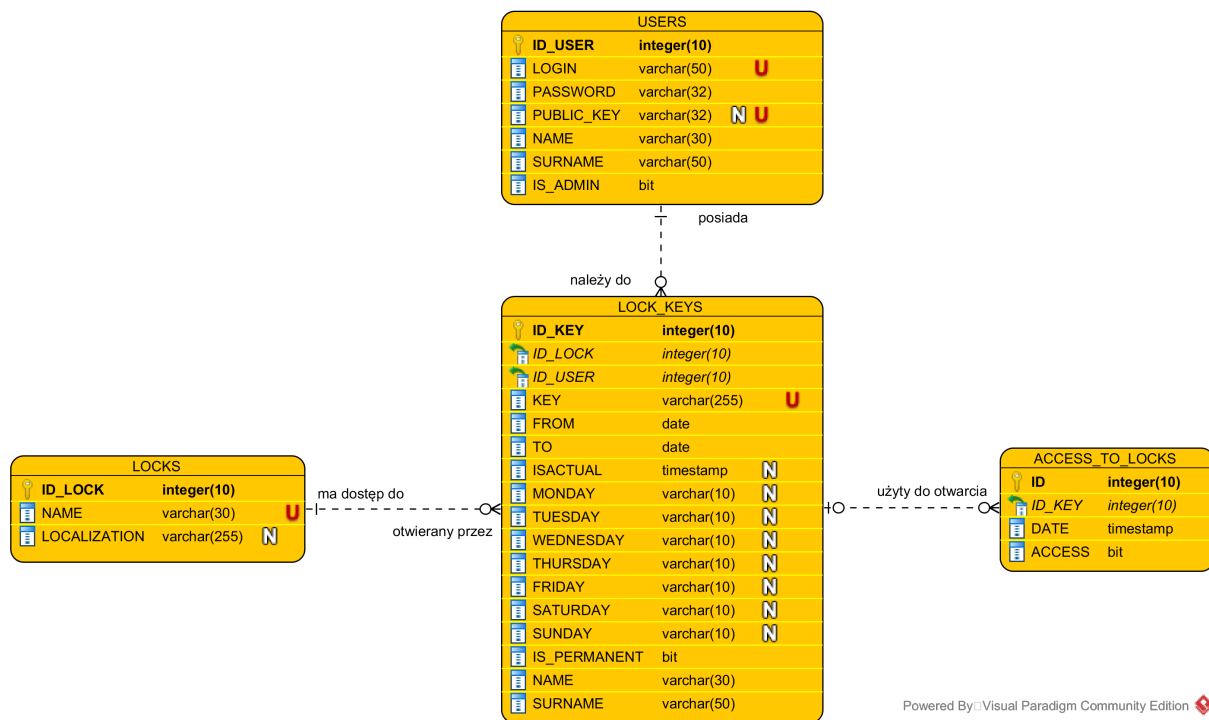 USERS
ID_USER integer(10)
LOGIN varchar(50) U
PASSWORD varchar(32)
PUBLIC_KEY varchar(32) N U
NAME varchar(30)
SURNAME varchar(50)
IS_ADMIN bit
posiada
należy do
LOCK_KEYS
ID_KEY integer(10)
ID_LOCK integer(10)
ID_USER integer(10)
KEY varchar(255) U
FROM date
TO date
ISACTUAL timestamp N
MONDAY varchar(10) N
TUESDAY varchar(10) N
WEDNESDAY varchar(10) N
THURSDAY varchar(10) N
FRIDAY varchar(10) N
SATURDAY varchar(10) N
SUNDAY varchar(10) N
IS_PERMANENT bit
NAME varchar(30)
SURNAME varchar(50)
LOCKS
ID_LOCK integer(10)
NAME varchar(30) U
LOCALIZATION varchar(255) N
ma dostęp do
otwierany przez
użyty do otwarcia
ACCESS_TO_LOCKS
ID integer(10)
ID_KEY integer(10)
DATE timestamp
ACCESS bit
Powered By□Visual Paradigm Community Edition